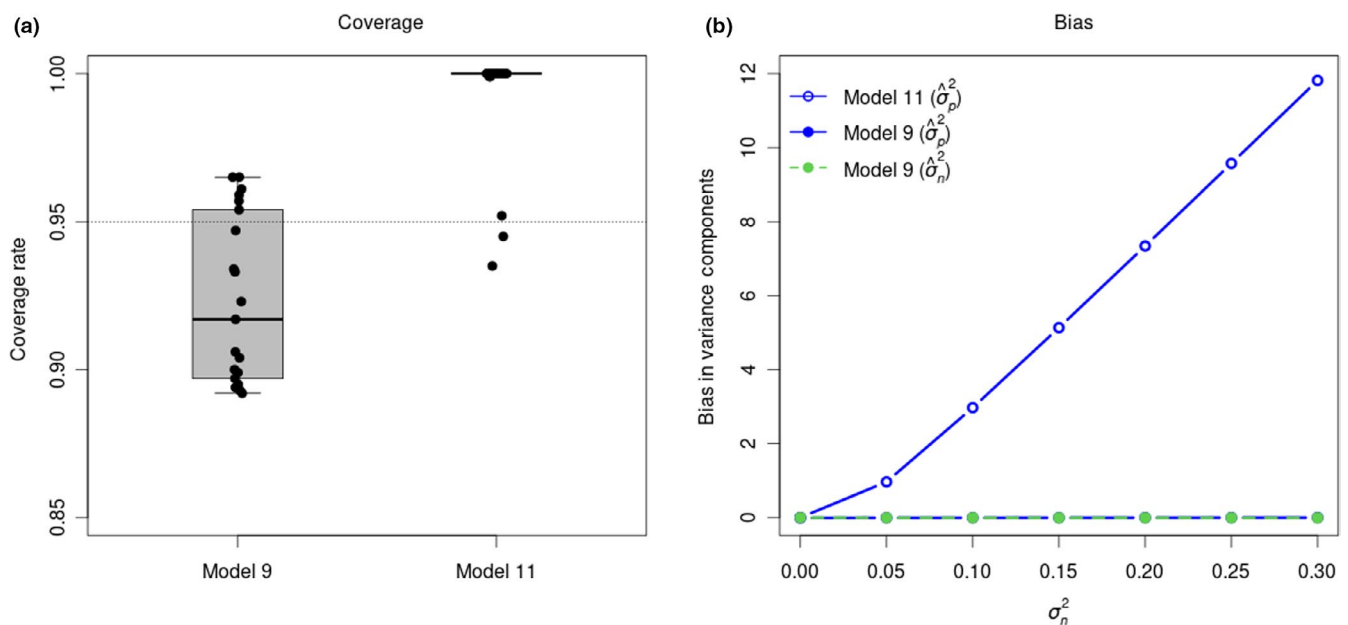 (a)
Coverage
Coverage rate
1.00
0.95
0.90
0.85
Model 9
Model 11
(b)
Bias
Bias in variance components
12
10
8
6
4
2
0
Model 11 (σ̂²ₚ)
Model 9 (σ̂²ₚ)
Model 9 (σ̂²ₙ)
0.00 0.05 0.10 0.15 0.20 0.25 0.30
σ²ₙ